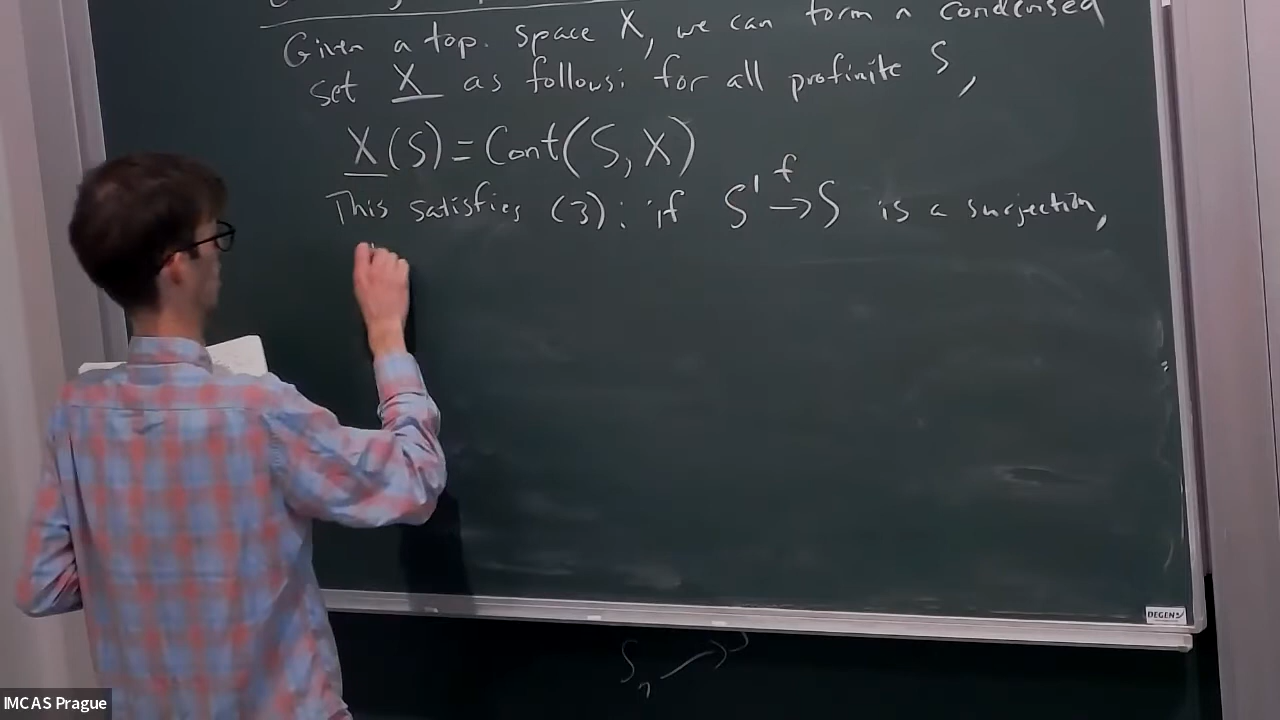 Given a top. space X, we can form a condensed
set X as follows: for all profinite S,
X(S) = Cont(S, X)
This satisfies (3): if S' →f S is a surjection,
DEGEN
IMCAS Prague